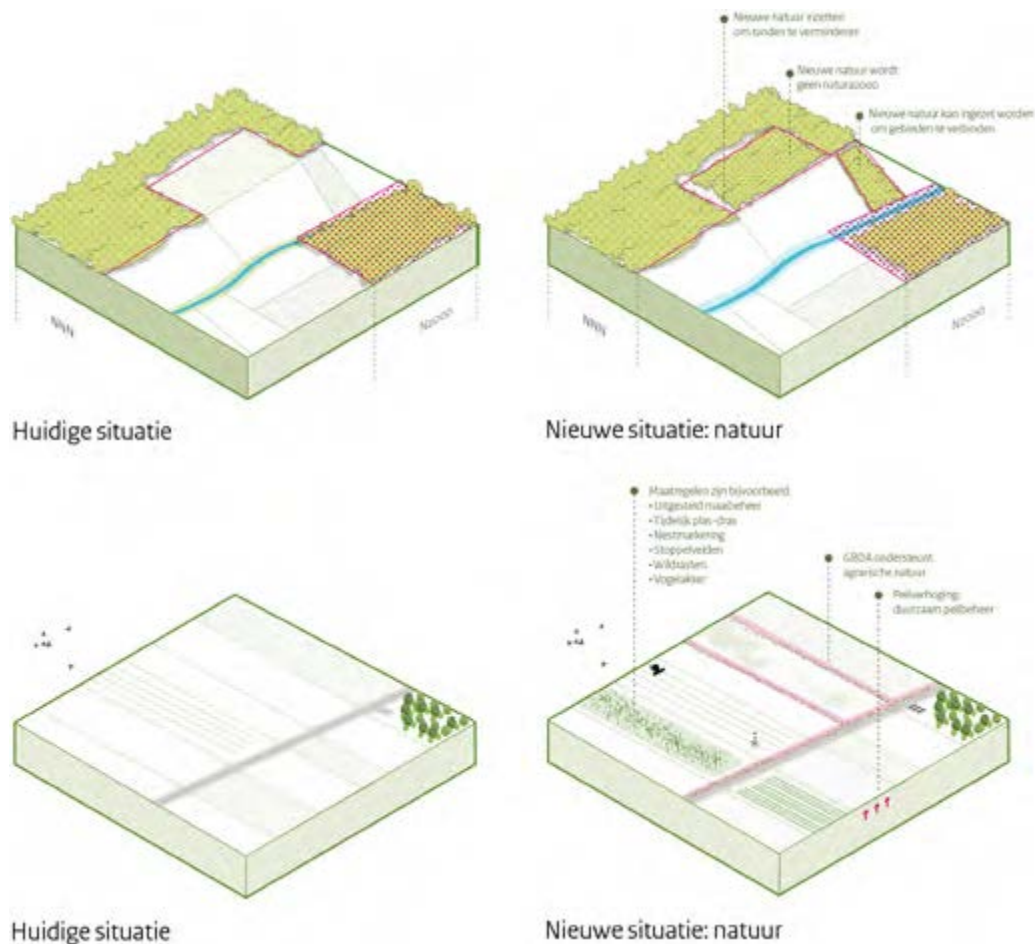 Nieuwe natuur inzetten
om randen te verminderen
Nieuwe natuur wordt
geen natura2000
Nieuwe natuur kan ingezet worden
om gebieden te verbinden
NNN
N2000
NNN
N2000
Huidige situatie
Nieuwe situatie: natuur
Maatregelen zijn bijvoorbeeld:
• Uitgesteld maaibeheer
• Tijdelijk plas-dras
• Nestmarkering
• Stoppelvelden
• Wildrasters
• Vogelakker
GBDA ondersteunt
agrarische natuur
Peilverhoging:
duurzaam peilbeheer
Huidige situatie
Nieuwe situatie: natuur